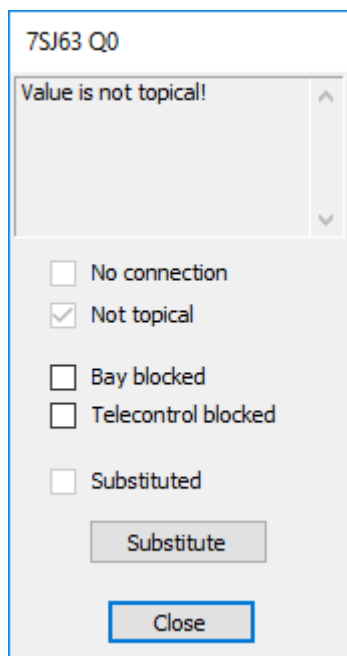 7SJ63 Q0
Value is not topical!
No connection
Not topical
Bay blocked
Telecontrol blocked
Substituted
Substitute
Close